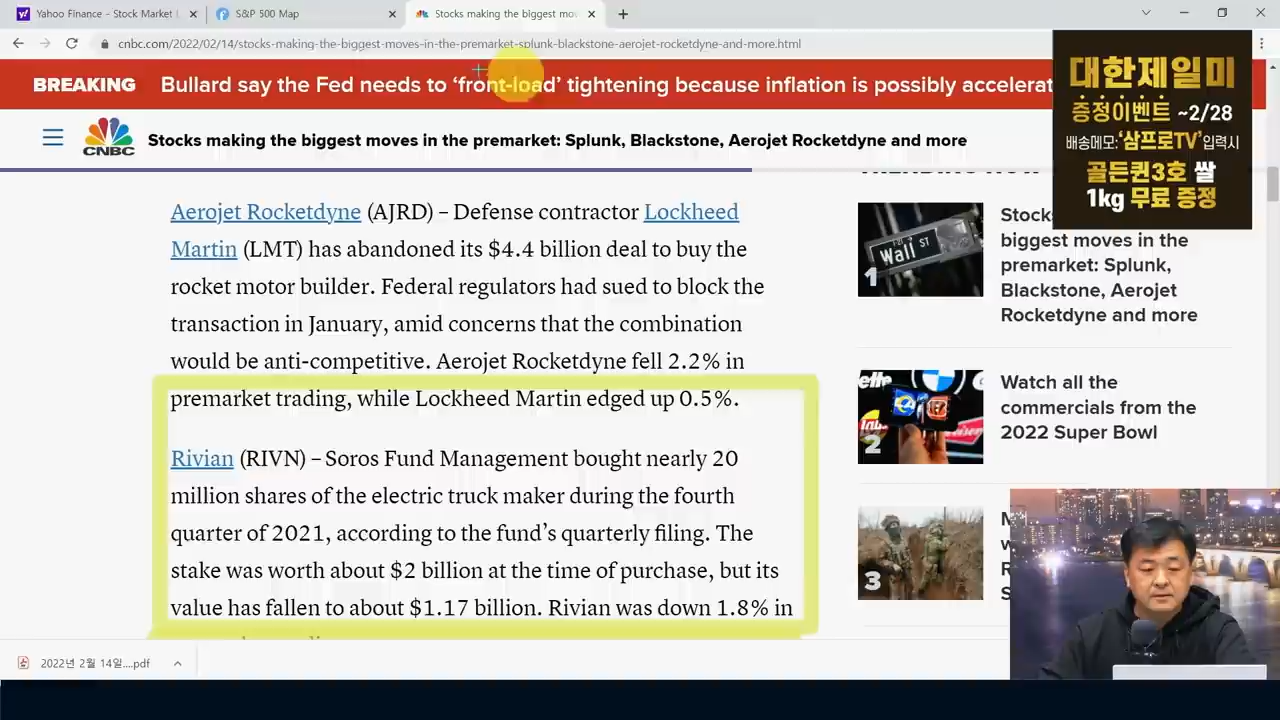 Yahoo Finance - Stock Market
S&P 500 Map
Stocks making the biggest mov
cnbc.com/2022/02/14/stocks-making-the-biggest-moves-in-the-premarket-splunk-blackstone-aerojet-rocketdyne-and-more.html
BREAKING
Bullard say the Fed needs to ‘front-load’ tightening because inflation is possibly accelerat
CNBC
Stocks making the biggest moves in the premarket: Splunk, Blackstone, Aerojet Rocketdyne and more
대한제일미
증정이벤트 ~2/28
배송메모:‘삼프로TV’입력시
골든퀸3호 쌀
1kg 무료 증정
Aerojet Rocketdyne (AJRD) – Defense contractor Lockheed
Martin (LMT) has abandoned its $4.4 billion deal to buy the
rocket motor builder. Federal regulators had sued to block the
transaction in January, amid concerns that the combination
would be anti-competitive. Aerojet Rocketdyne fell 2.2% in
premarket trading, while Lockheed Martin edged up 0.5%.
Rivian (RIVN) – Soros Fund Management bought nearly 20
million shares of the electric truck maker during the fourth
quarter of 2021, according to the fund’s quarterly filing. The
stake was worth about $2 billion at the time of purchase, but its
value has fallen to about $1.17 billion. Rivian was down 1.8% in
TRENDING NOW
Wall ST
1
Stocks
biggest moves in the
premarket: Splunk,
Blackstone, Aerojet
Rocketdyne and more
2
Watch all the
commercials from the
2022 Super Bowl
3
2022년 2월 14일....pdf